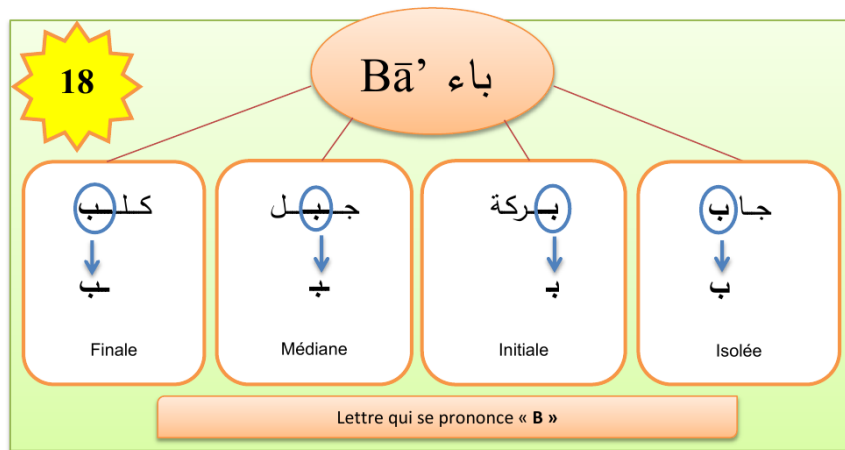 18
Bā’ باء
كلب
ـب
Finale
جبل
ـبـ
Médiane
بركة
بـ
Initiale
جاب
ب
Isolée
Lettre qui se prononce « B »